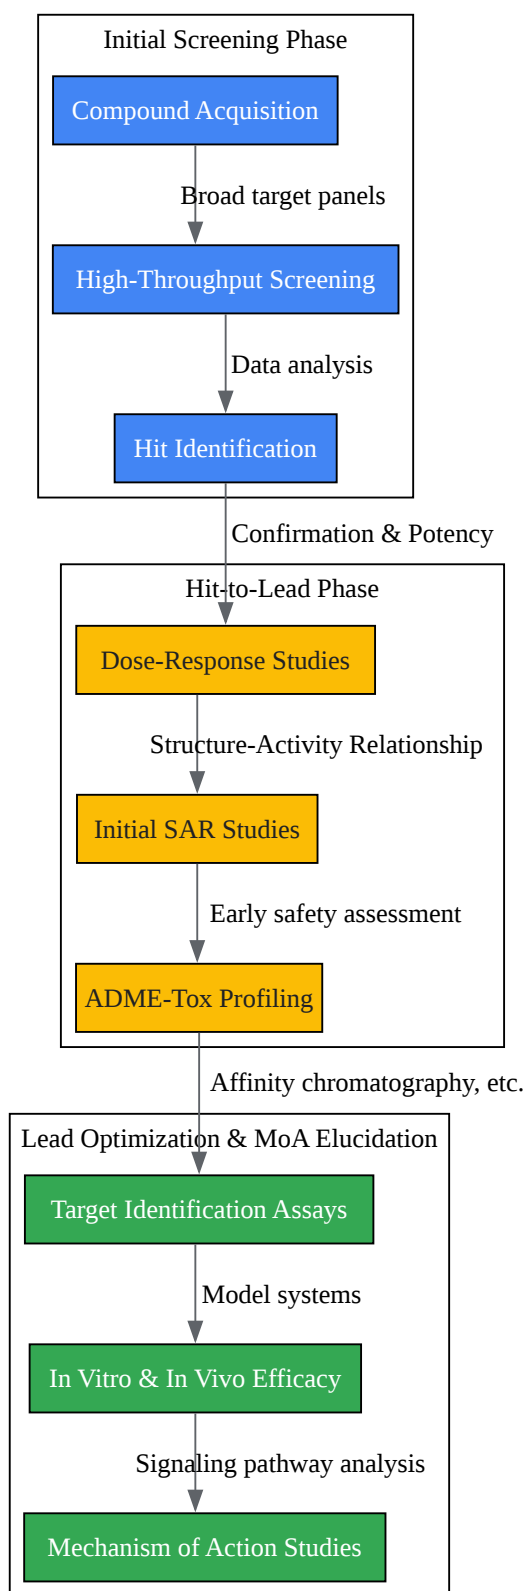 Initial Screening Phase
Compound Acquisition
Broad target panels
High-Throughput Screening
Data analysis
Hit Identification
Confirmation & Potency
Hit-to-Lead Phase
Dose-Response Studies
Structure-Activity Relationship
Initial SAR Studies
Early safety assessment
ADME-Tox Profiling
Affinity chromatography, etc.
Lead Optimization & MoA Elucidation
Target Identification Assays
Model systems
In Vitro & In Vivo Efficacy
Signaling pathway analysis
Mechanism of Action Studies